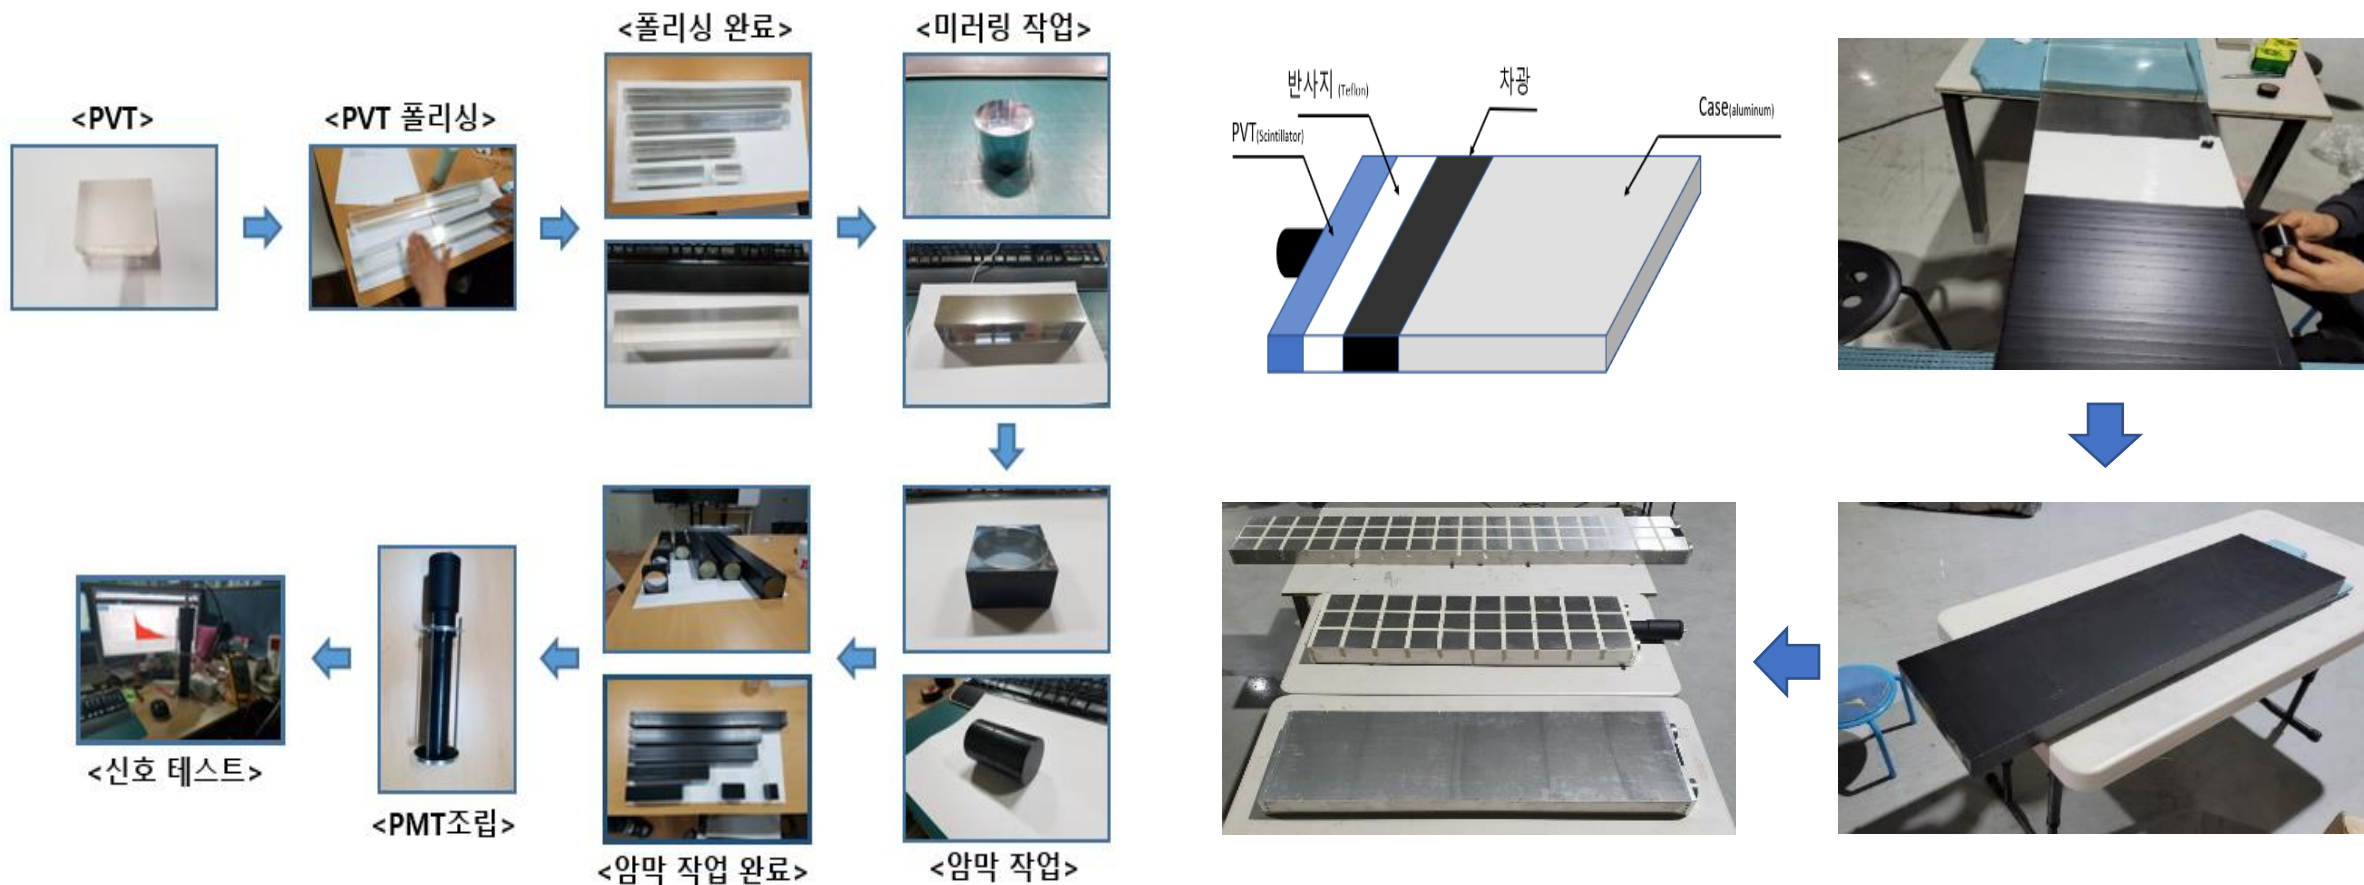 <PVT>
<PVT 폴리싱>
<폴리싱 완료>
<미러링 작업>
<암막 작업>
<암막 작업 완료>
<PMT조립>
<신호 테스트>
반사지 (Teflon)
차광
PVT(Scintillator)
Case(aluminum)